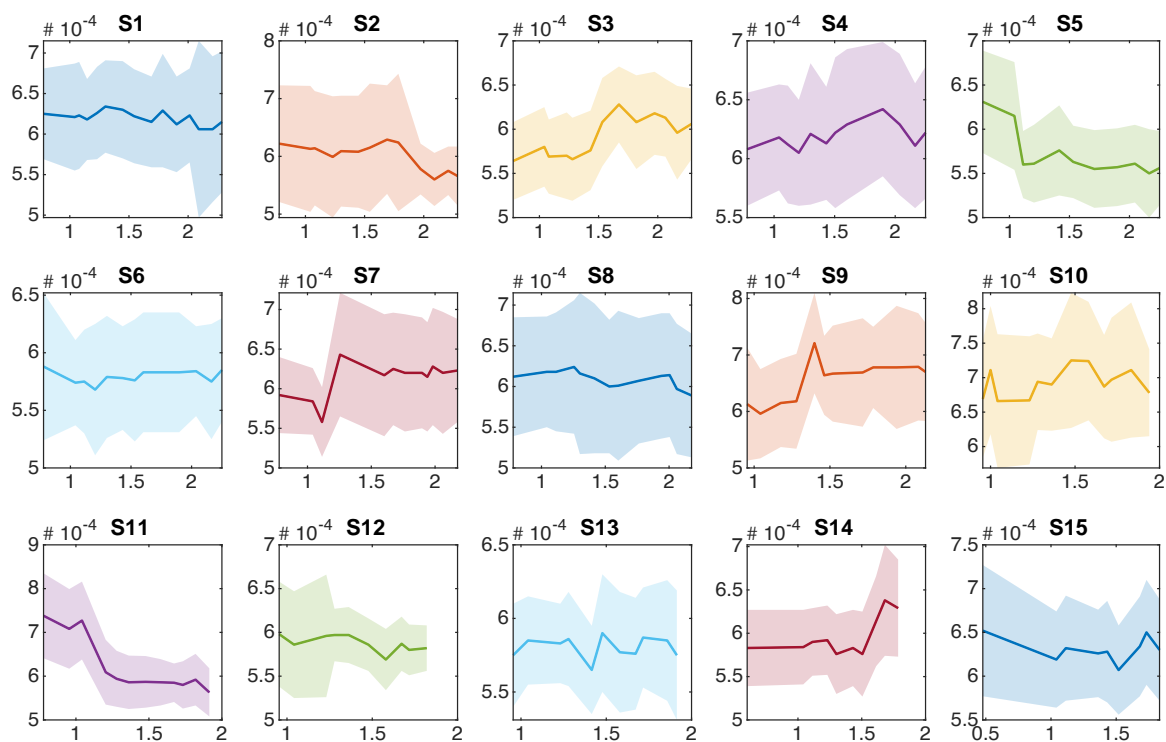 S1 S2 S3 S4 S5
# 10⁻⁴ # 10⁻⁴ # 10⁻⁴ # 10⁻⁴ # 10⁻⁴
7 8 7 7 7
6.5 7 6.5 6.5 6.5
6 6 6 6 6
5.5 5.5 5.5
5 5 5 5.5 5
1 1.5 2 1 1.5 2 1 1.5 2 1 1.5 2 1 1.5 2
S6 S7 S8 S9 S10
# 10⁻⁴ # 10⁻⁴ # 10⁻⁴ # 10⁻⁴ # 10⁻⁴
6.5 7 7 8 8
6.5 6.5 7.5
6 6 6 7 7
5.5 5.5 5.5 6 6.5
5 5 5 5 6
1 1.5 2 1 1.5 2 1 1.5 2 1 1.5 2 1 1.5 2
S11 S12 S13 S14 S15
# 10⁻⁴ # 10⁻⁴ # 10⁻⁴ # 10⁻⁴ # 10⁻⁴
9 7 6.5 7 7.5
8 6.5 6.5 7
7 6 6 6 6.5
6 5.5 5.5 5.5 6
5 5 5 5.5
1 1.5 2 1 1.5 2 1 1.5 2 1 1.5 2 0.5 1 1.5